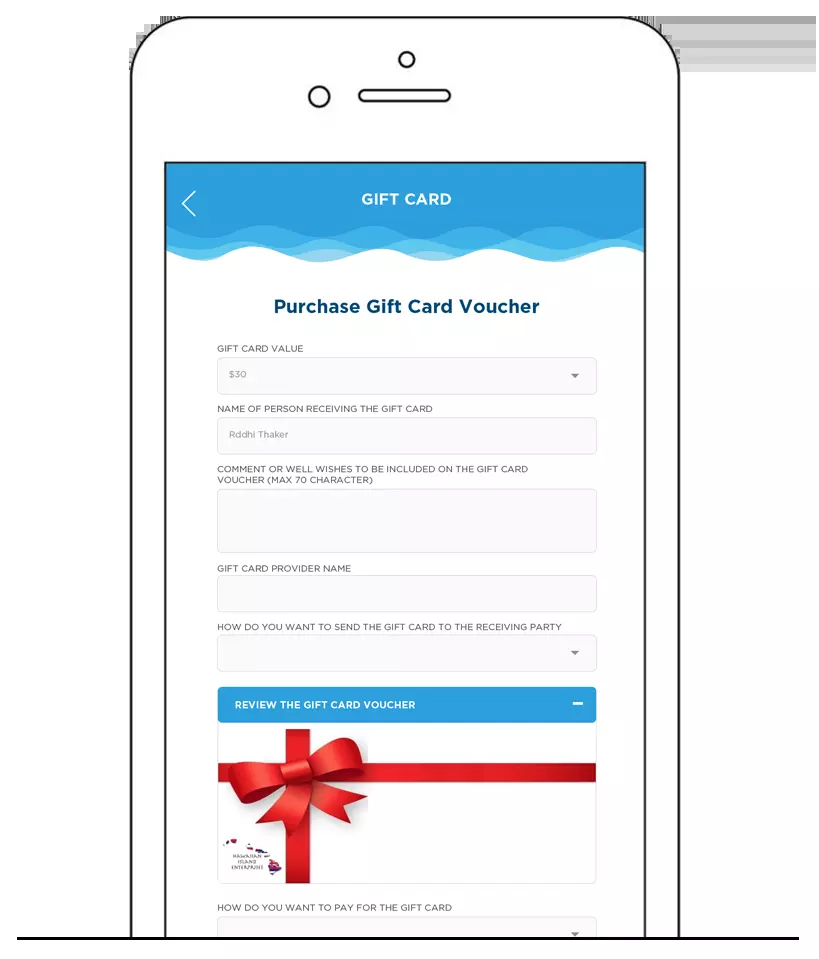 GIFT CARD
Purchase Gift Card Voucher
GIFT CARD VALUE
$30
NAME OF PERSON RECEIVING THE GIFT CARD
Rddhi Thaker
COMMENT OR WELL WISHES TO BE INCLUDED ON THE GIFT CARD
VOUCHER (MAX 70 CHARACTER)
GIFT CARD PROVIDER NAME
HOW DO YOU WANT TO SEND THE GIFT CARD TO THE RECEIVING PARTY
REVIEW THE GIFT CARD VOUCHER
HAWAIIAN
ISLAND
ENTERPRISE
HOW DO YOU WANT TO PAY FOR THE GIFT CARD